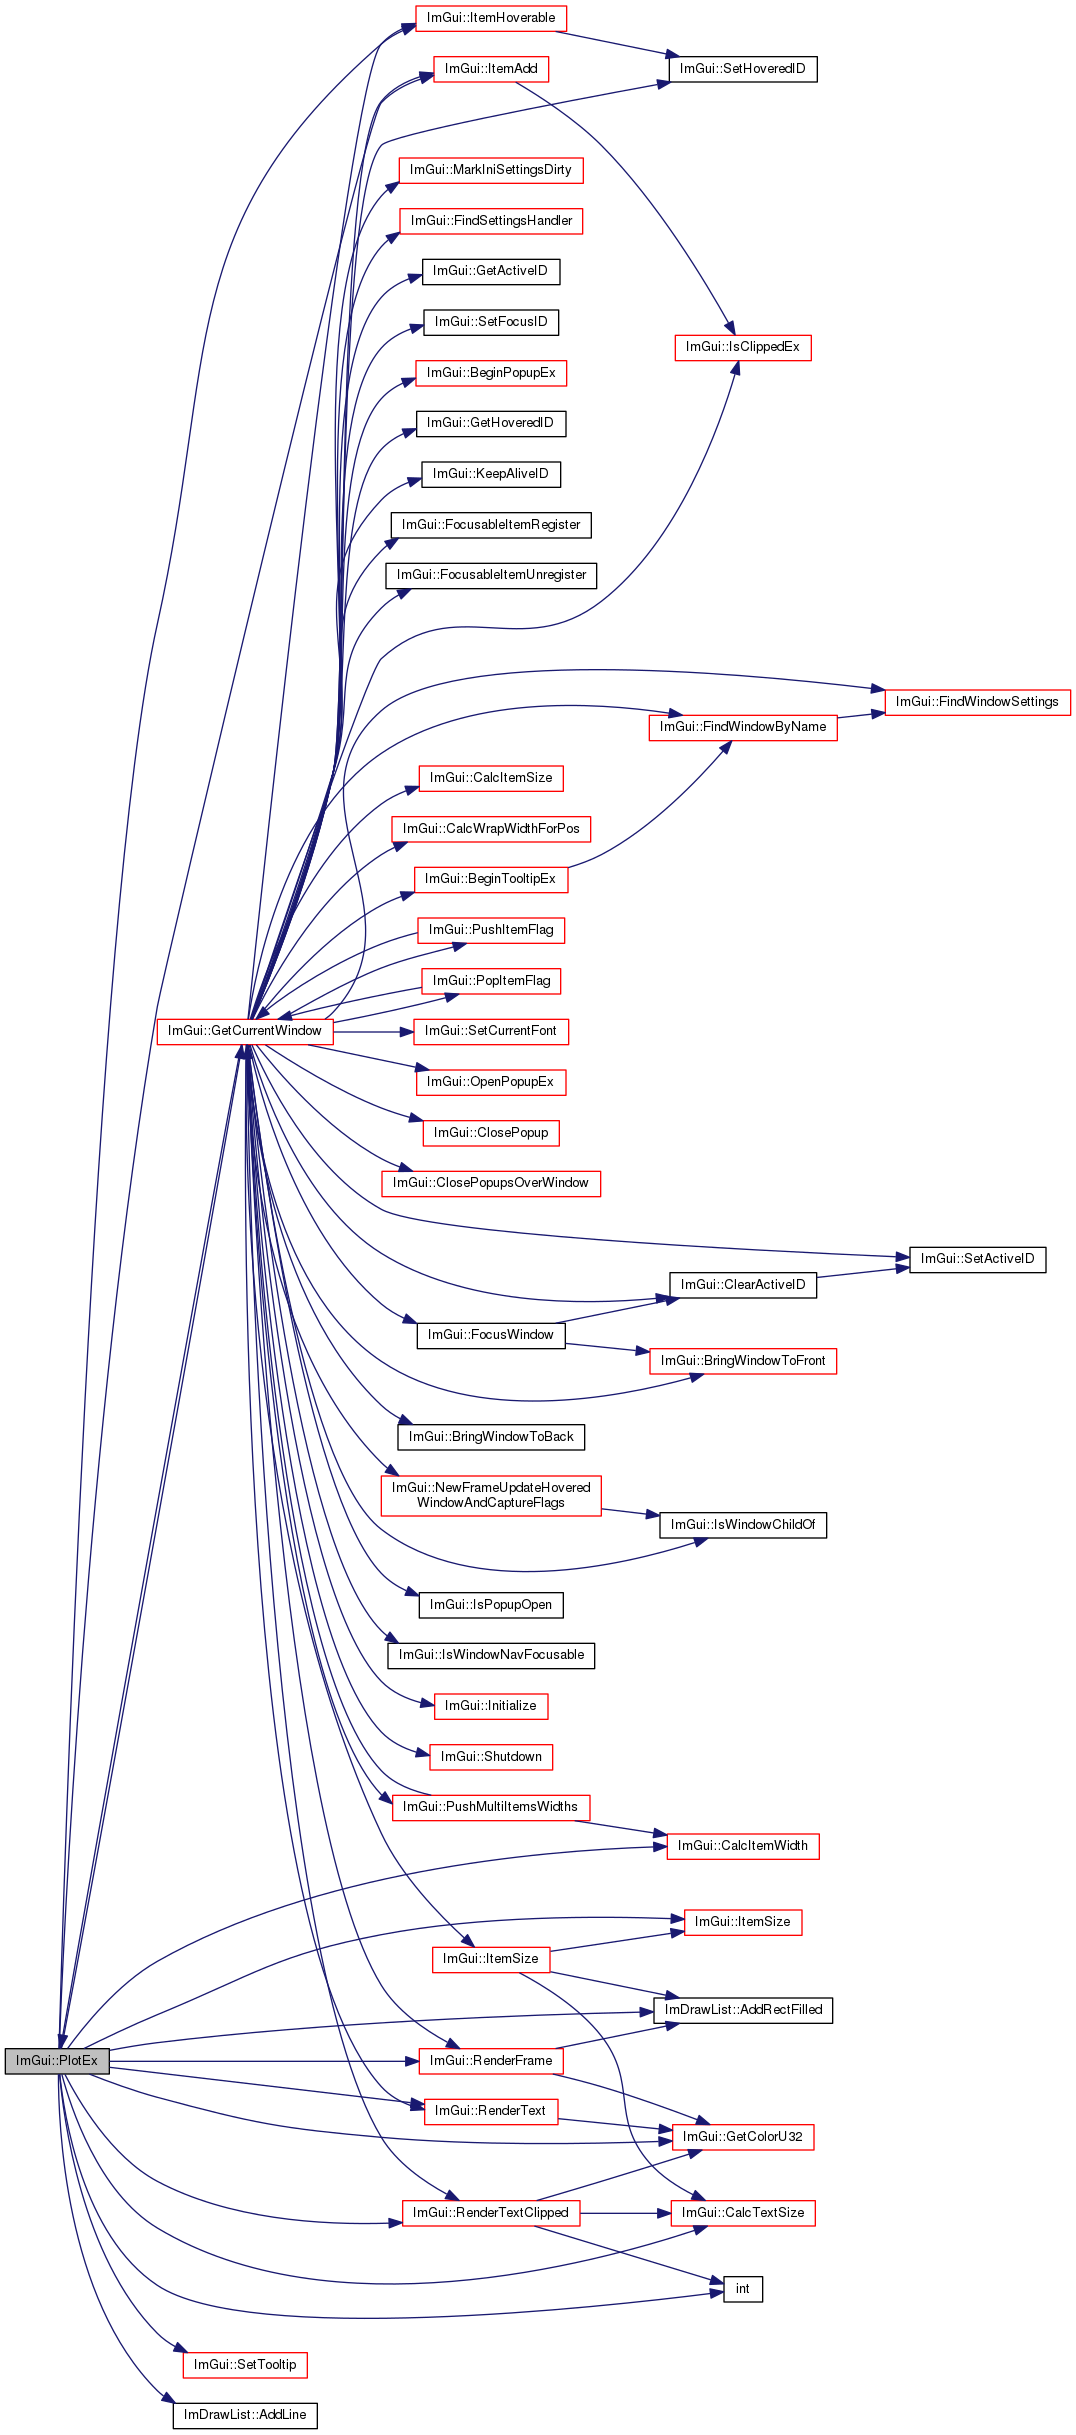 ImGui::ItemHoverable
ImGui::ItemAdd
ImGui::SetHoveredID
ImGui::MarkIniSettingsDirty
ImGui::FindSettingsHandler
ImGui::GetActiveID
ImGui::SetFocusID
ImGui::IsClippedEx
ImGui::BeginPopupEx
ImGui::GetHoveredID
ImGui::KeepAliveID
ImGui::FocusableItemRegister
ImGui::FocusableItemUnregister
ImGui::FindWindowSettings
ImGui::FindWindowByName
ImGui::CalcItemSize
ImGui::CalcWrapWidthForPos
ImGui::BeginTooltipEx
ImGui::PushItemFlag
ImGui::PopItemFlag
ImGui::GetCurrentWindow
ImGui::SetCurrentFont
ImGui::OpenPopupEx
ImGui::ClosePopup
ImGui::ClosePopupsOverWindow
ImGui::SetActiveID
ImGui::ClearActiveID
ImGui::FocusWindow
ImGui::BringWindowToFront
ImGui::BringWindowToBack
ImGui::NewFrameUpdateHovered
WindowAndCaptureFlags
ImGui::IsWindowChildOf
ImGui::IsPopupOpen
ImGui::IsWindowNavFocusable
ImGui::Initialize
ImGui::Shutdown
ImGui::PushMultiItemsWidths
ImGui::CalcItemWidth
ImGui::ItemSize
ImGui::ItemSize
ImDrawList::AddRectFilled
ImGui::PlotEx
ImGui::RenderFrame
ImGui::RenderText
ImGui::GetColorU32
ImGui::RenderTextClipped
ImGui::CalcTextSize
int
ImGui::SetTooltip
ImDrawList::AddLine